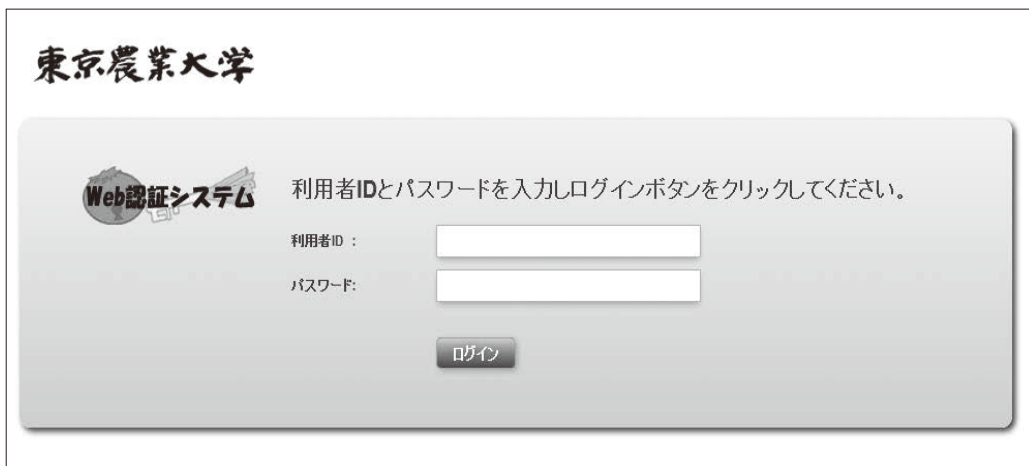 東京農業大学
Web認証システム
利用者IDとパスワードを入力しログインボタンをクリックしてください。
利用者ID :
パスワード:
ログイン